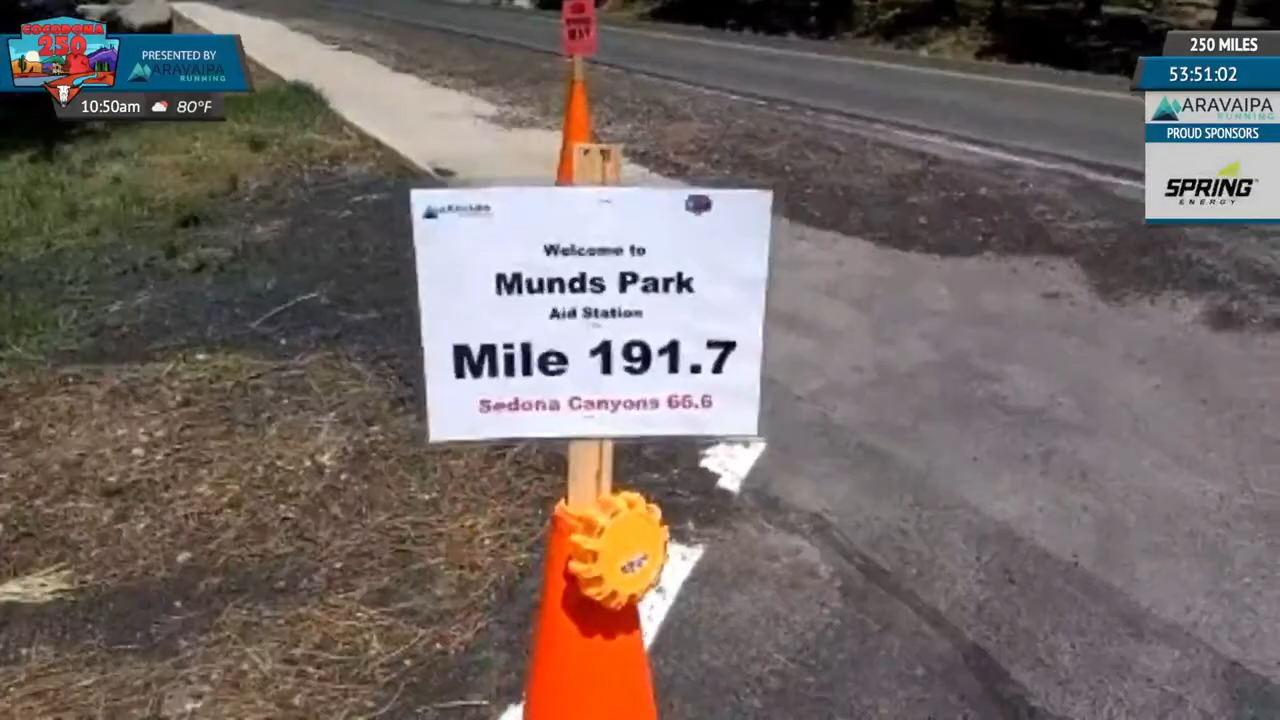 COCODONA
250
PRESENTED BY
ARAVAIPA
RUNNING
10:50am
80°F
250 MILES
53:51:02
ARAVAIPA
RUNNING
PROUD SPONSORS
SPRING
ENERGY
ARAVAIPA
Welcome to
Munds Park
Aid Station
Mile 191.7
Sedona Canyons 66.6